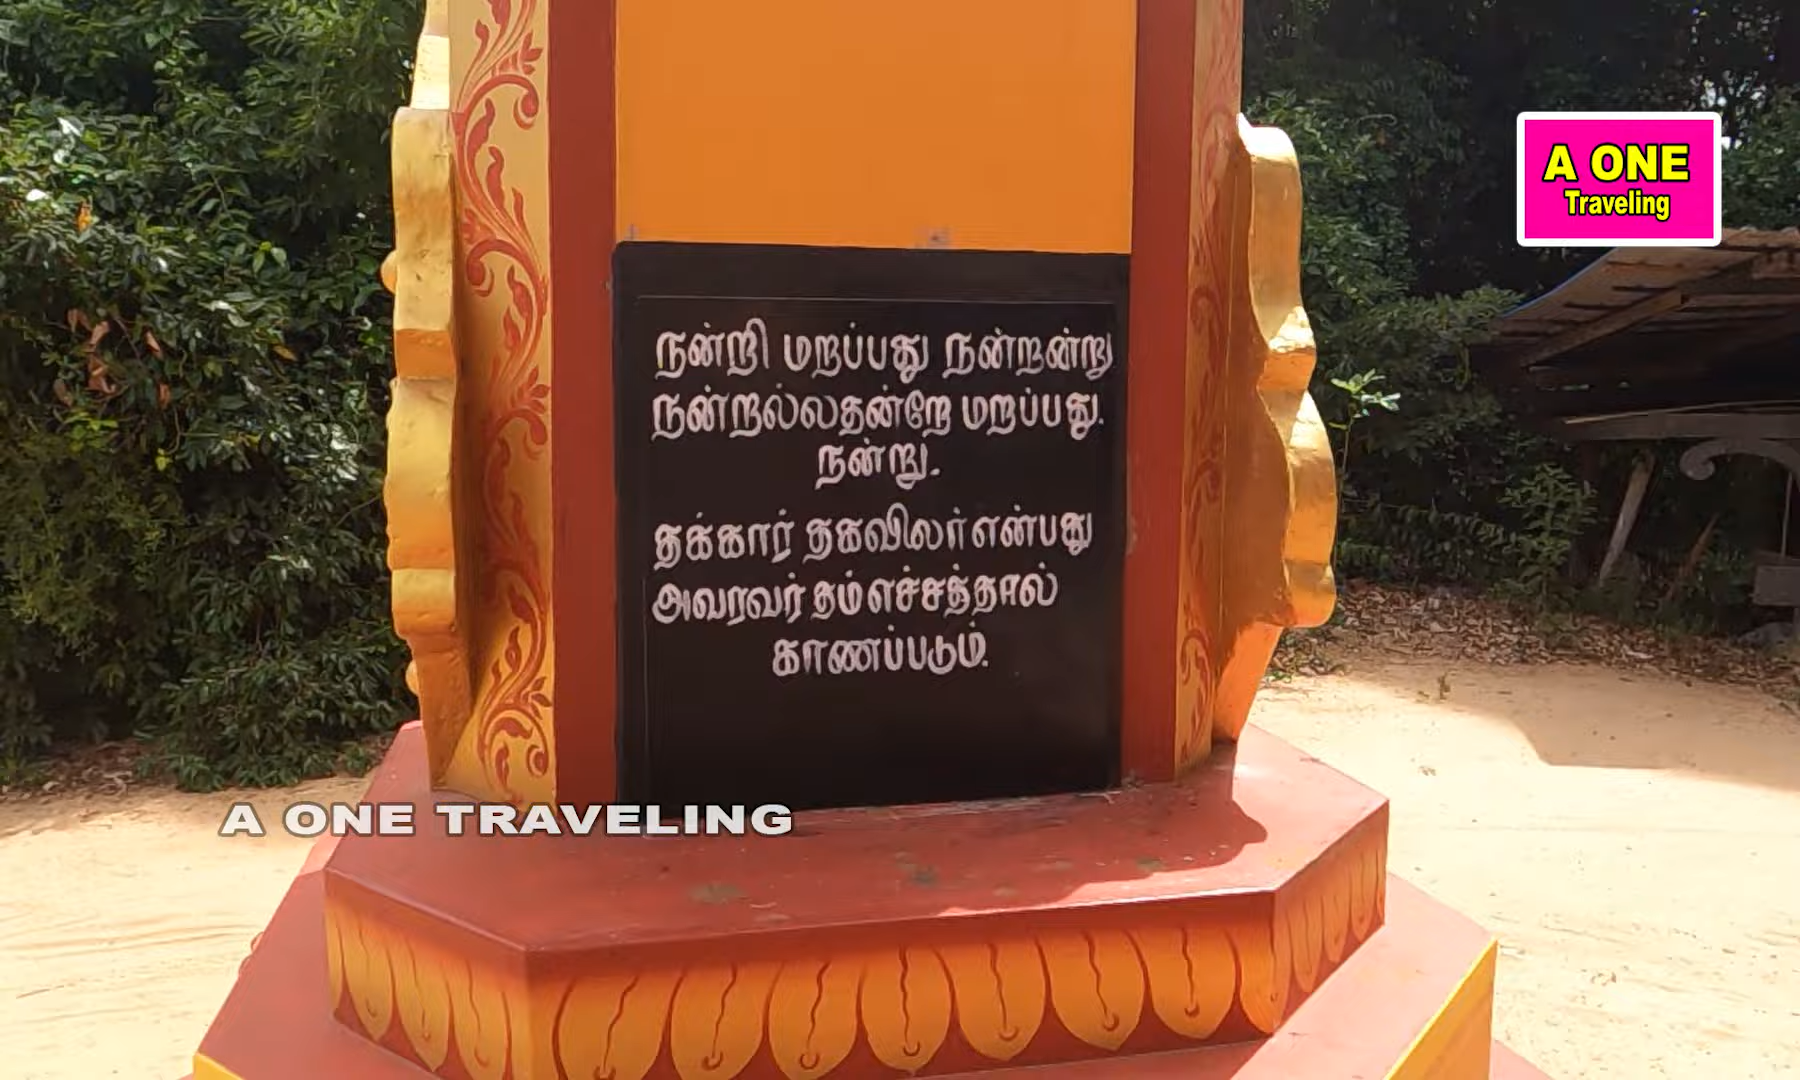 A ONE
Traveling
நன்றி மறப்பது நன்றன்று
நன்றல்லதன்றே மறப்பது.
நன்று.
தக்கார் தகவிலர் என்பது
அவரவர் தம் எச்சத்தால்
காணப்படும்.
A ONE TRAVELING